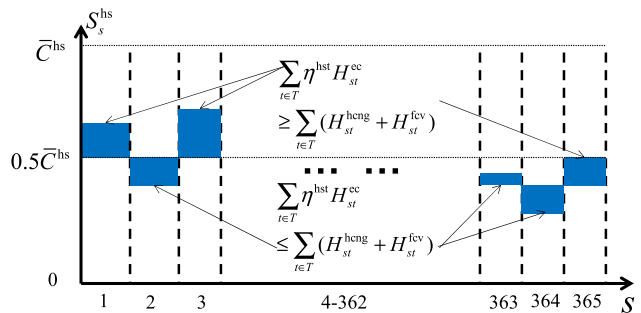 S_s^hs
C̄^hs
∑_{t∈T} η^hst H_st^ec
≥ ∑_{t∈T} (H_st^hcng + H_st^fcv)
0.5C̄^hs
... ...
∑_{t∈T} η^hst H_st^ec
≤ ∑_{t∈T} (H_st^hcng + H_st^fcv)
0
1 2 3 4-362 363 364 365 s